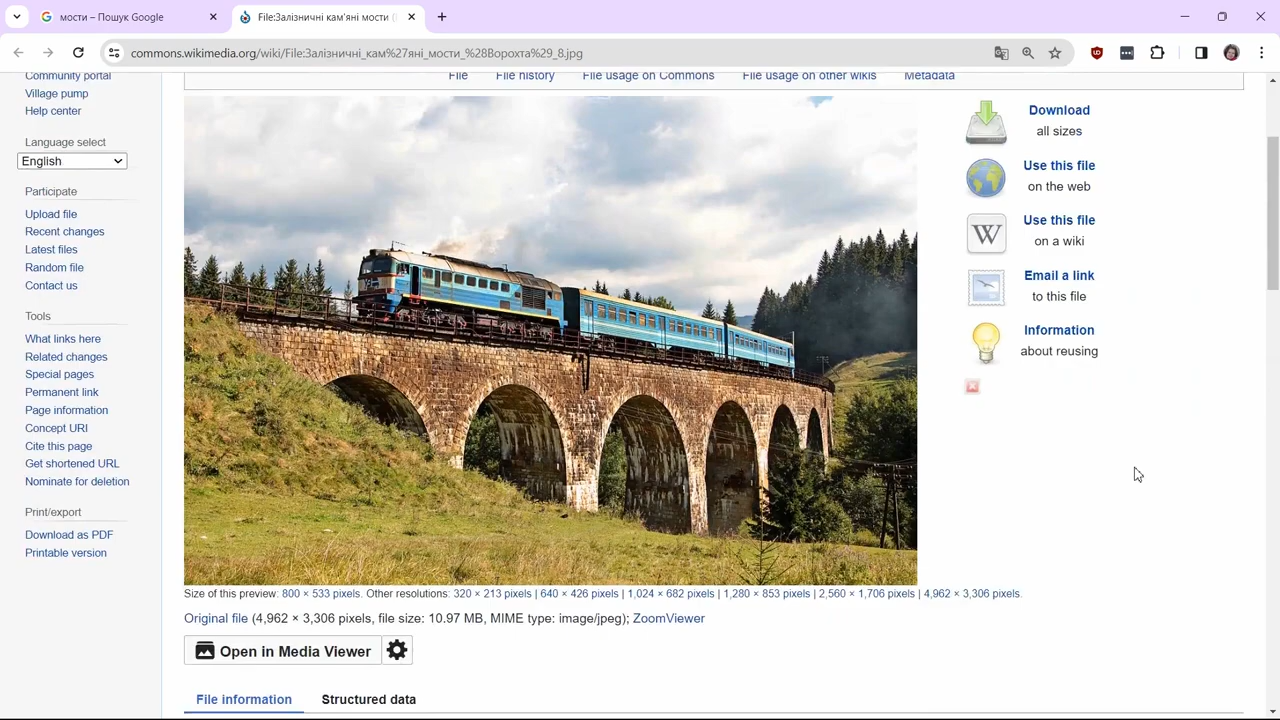 мости – Пошук Google
File:Залізничні кам'яні мости (
commons.wikimedia.org/wiki/File:Залізничні_кам%27яні_мости_%28Ворохта%29_8.jpg
Community portal
Village pump
Help center
Language select
English
Participate
Upload file
Recent changes
Latest files
Random file
Contact us
Tools
What links here
Related changes
Special pages
Permanent link
Page information
Concept URI
Cite this page
Get shortened URL
Nominate for deletion
Print/export
Download as PDF
Printable version
File File history File usage on Commons File usage on other wikis Metadata
Download
all sizes
Use this file
on the web
W
Use this file
on a wiki
Email a link
to this file
Information
about reusing
Size of this preview: 800 × 533 pixels. Other resolutions: 320 × 213 pixels | 640 × 426 pixels | 1,024 × 682 pixels | 1,280 × 853 pixels | 2,560 × 1,706 pixels | 4,962 × 3,306 pixels.
Original file (4,962 × 3,306 pixels, file size: 10.97 MB, MIME type: image/jpeg); ZoomViewer
Open in Media Viewer
File information Structured data